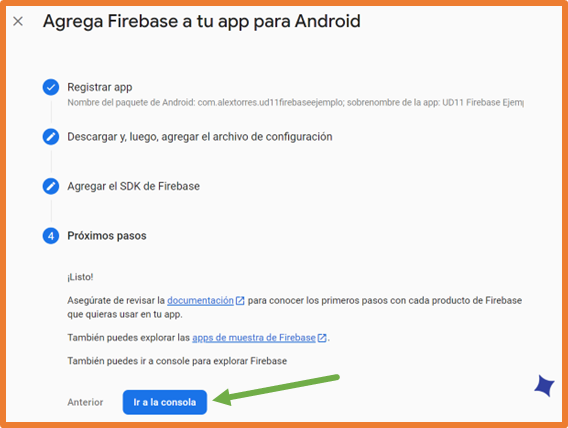 Agrega Firebase a tu app para Android
Registrar app
Nombre del paquete de Android: com.alextorres.ud11firebaseejemplo; sobrenombre de la app: UD11 Firebase Ejem
Descargar y, luego, agregar el archivo de configuración
Agregar el SDK de Firebase
4 Próximos pasos
¡Listo!
Asegúrate de revisar la documentación para conocer los primeros pasos con cada producto de Firebase
que quieras usar en tu app.
También puedes explorar las apps de muestra de Firebase.
También puedes ir a console para explorar Firebase
Anterior Ir a la consola